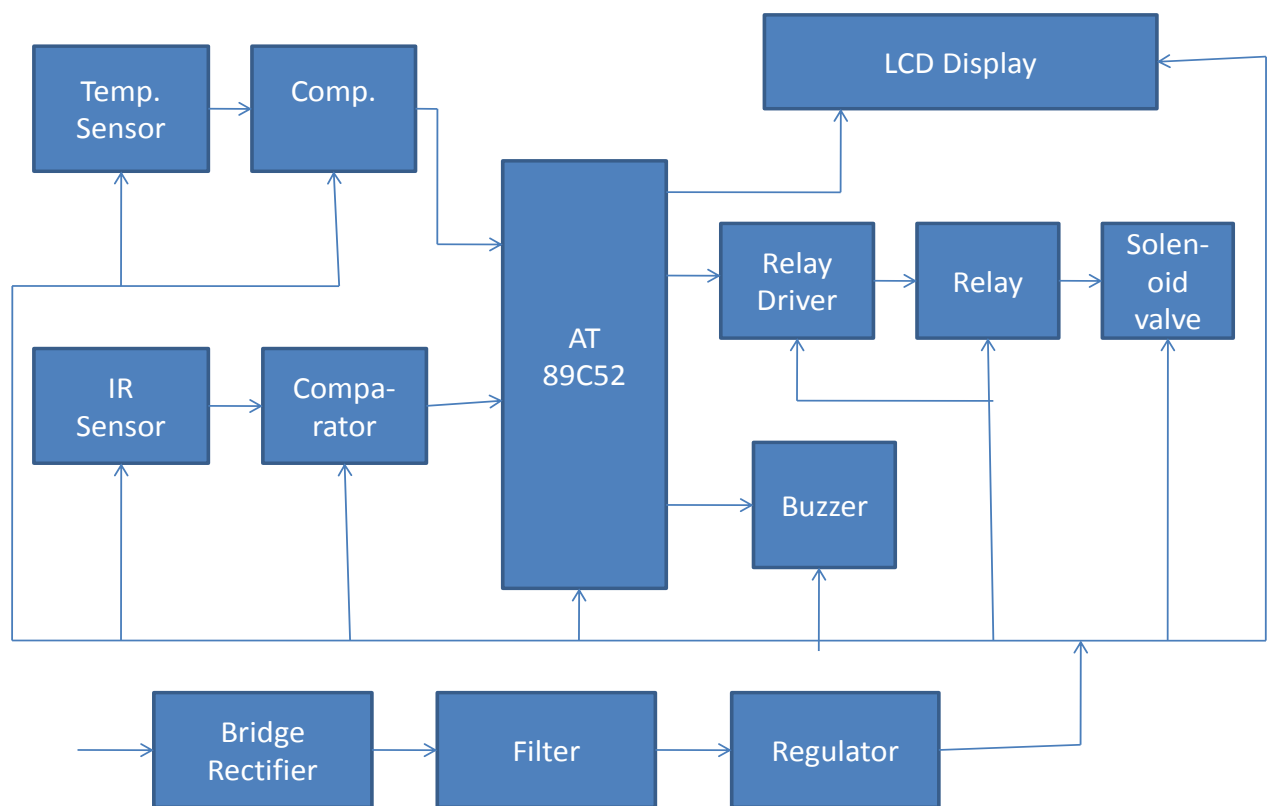 Temp.
Sensor
Comp.
LCD Display
AT
89C52
Relay
Driver
Relay
Solen-
oid
valve
IR
Sensor
Compa-
rator
Buzzer
Bridge
Rectifier
Filter
Regulator